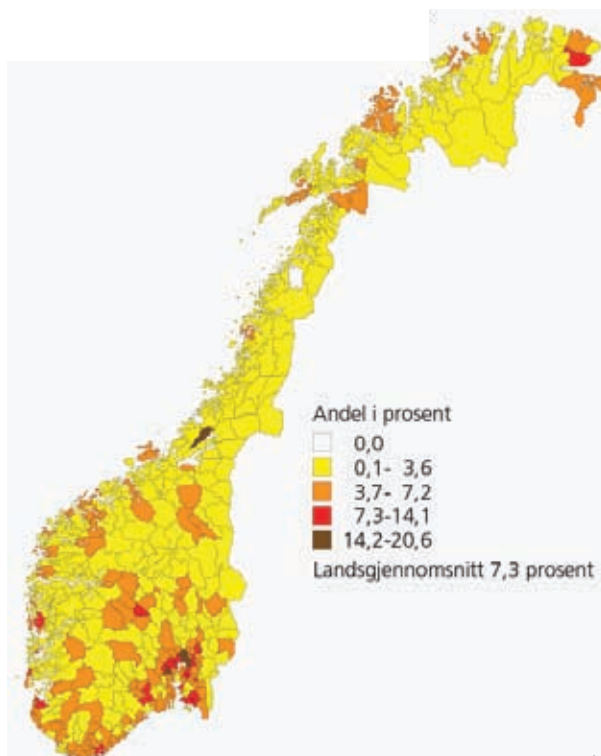 Andel i prosent
0,0
0,1- 3,6
3,7- 7,2
7,3-14,1
14,2-20,6
Landsgjennomsnitt 7,3 prosent